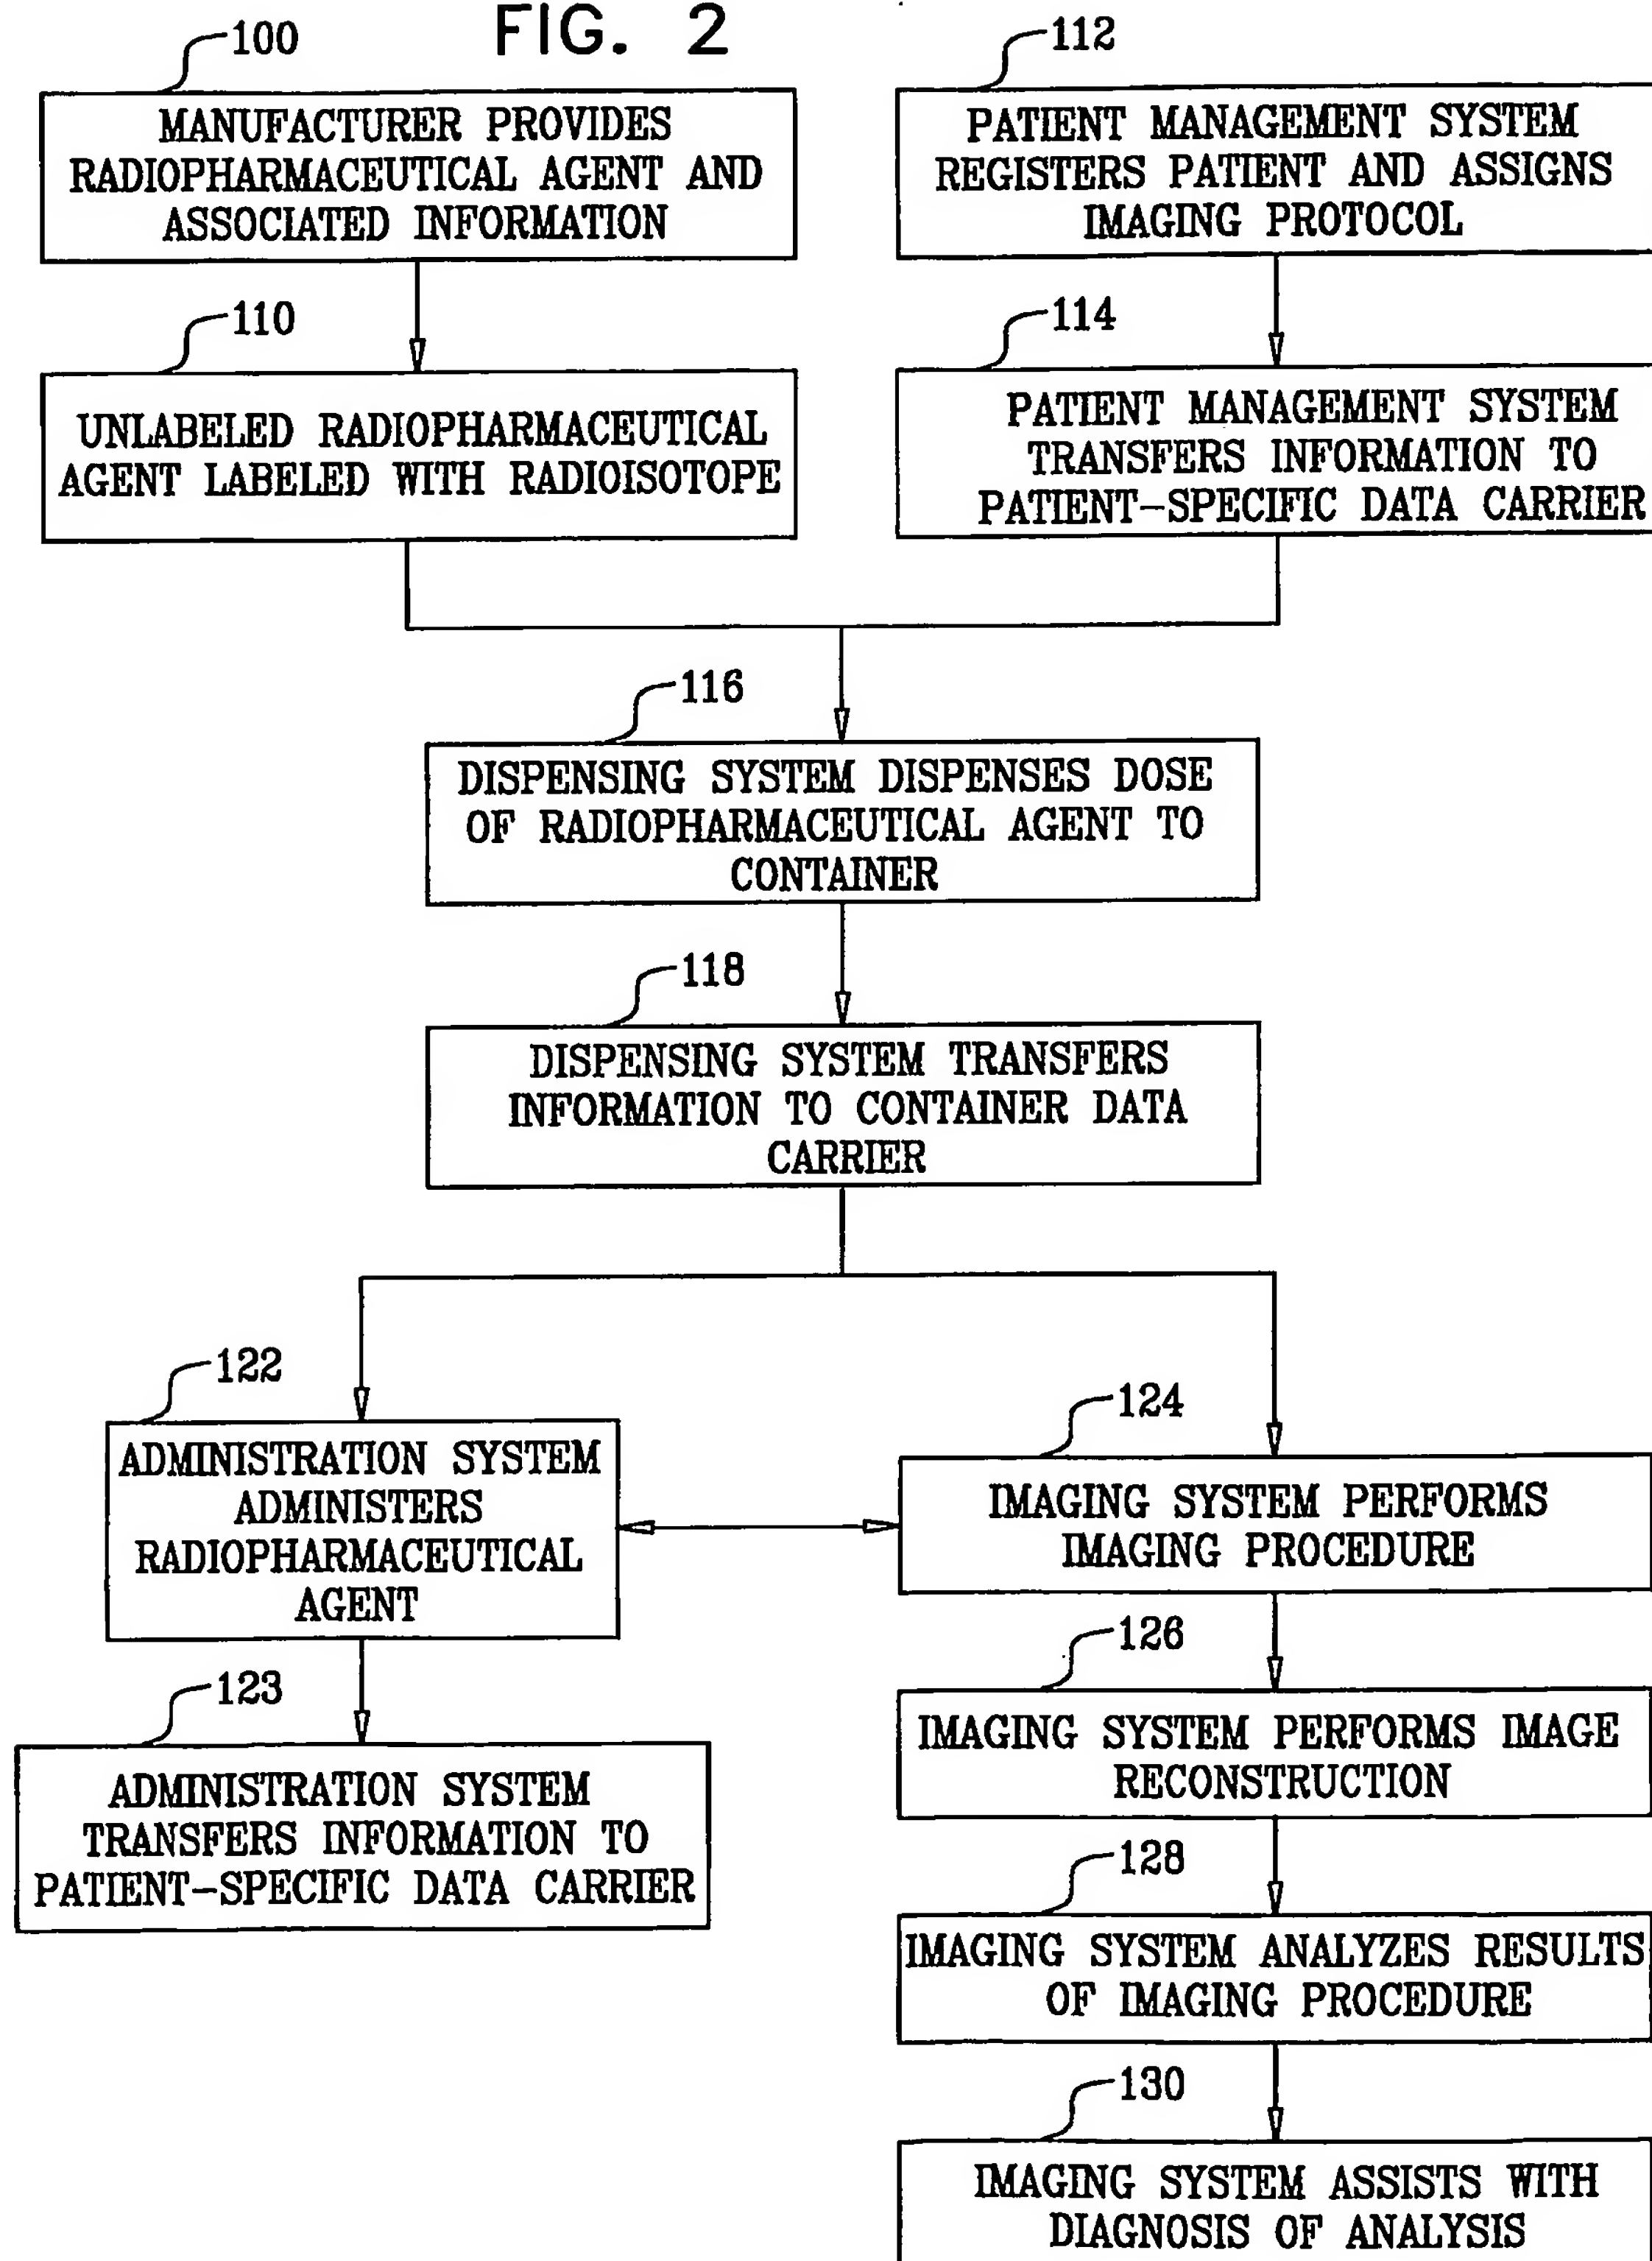 FIG. 2
100
MANUFACTURER PROVIDES
RADIOPHARMACEUTICAL AGENT AND
ASSOCIATED INFORMATION
112
PATIENT MANAGEMENT SYSTEM
REGISTERS PATIENT AND ASSIGNS
IMAGING PROTOCOL
110
UNLABELED RADIOPHARMACEUTICAL
AGENT LABELED WITH RADIOISOTOPE
114
PATIENT MANAGEMENT SYSTEM
TRANSFERS INFORMATION TO
PATIENT-SPECIFIC DATA CARRIER
116
DISPENSING SYSTEM DISPENSES DOSE
OF RADIOPHARMACEUTICAL AGENT TO
CONTAINER
118
DISPENSING SYSTEM TRANSFERS
INFORMATION TO CONTAINER DATA
CARRIER
122
ADMINISTRATION SYSTEM
ADMINISTERS
RADIOPHARMACEUTICAL
AGENT
123
ADMINISTRATION SYSTEM
TRANSFERS INFORMATION TO
PATIENT-SPECIFIC DATA CARRIER
124
IMAGING SYSTEM PERFORMS
IMAGING PROCEDURE
126
IMAGING SYSTEM PERFORMS IMAGE
RECONSTRUCTION
128
IMAGING SYSTEM ANALYZES RESULTS
OF IMAGING PROCEDURE
130
IMAGING SYSTEM ASSISTS WITH
DIAGNOSIS OF ANALYSIS